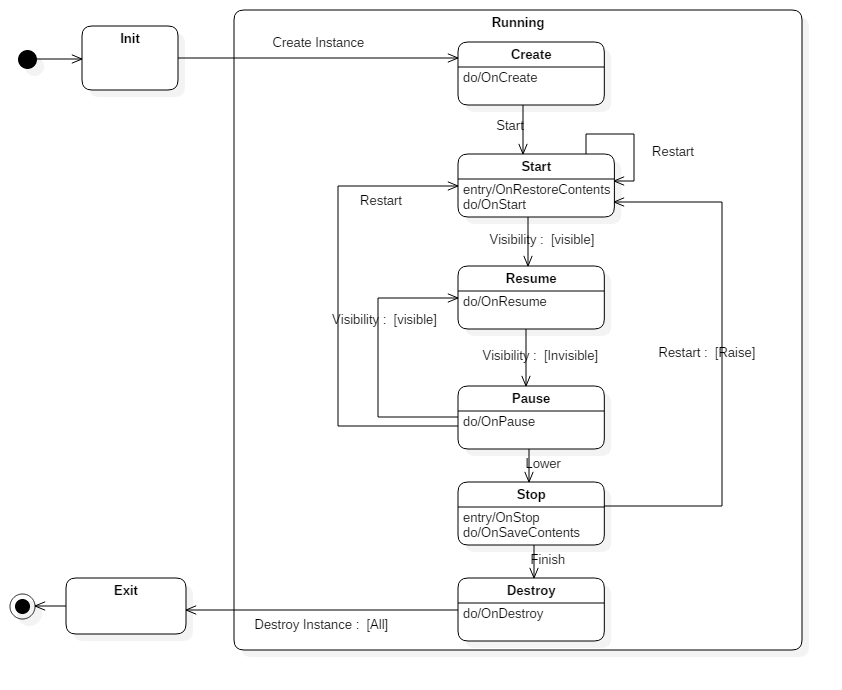 Running
Init
Create Instance
Create
do/OnCreate
Start
Restart
Start
entry/OnRestoreContents
do/OnStart
Restart
Visibility :  [visible]
Resume
do/OnResume
Visibility :  [visible]
Visibility :  [Invisible]
Restart :  [Raise]
Pause
do/OnPause
Lower
Stop
entry/OnStop
do/OnSaveContents
Finish
Exit
Destroy
do/OnDestroy
Destroy Instance :  [All]